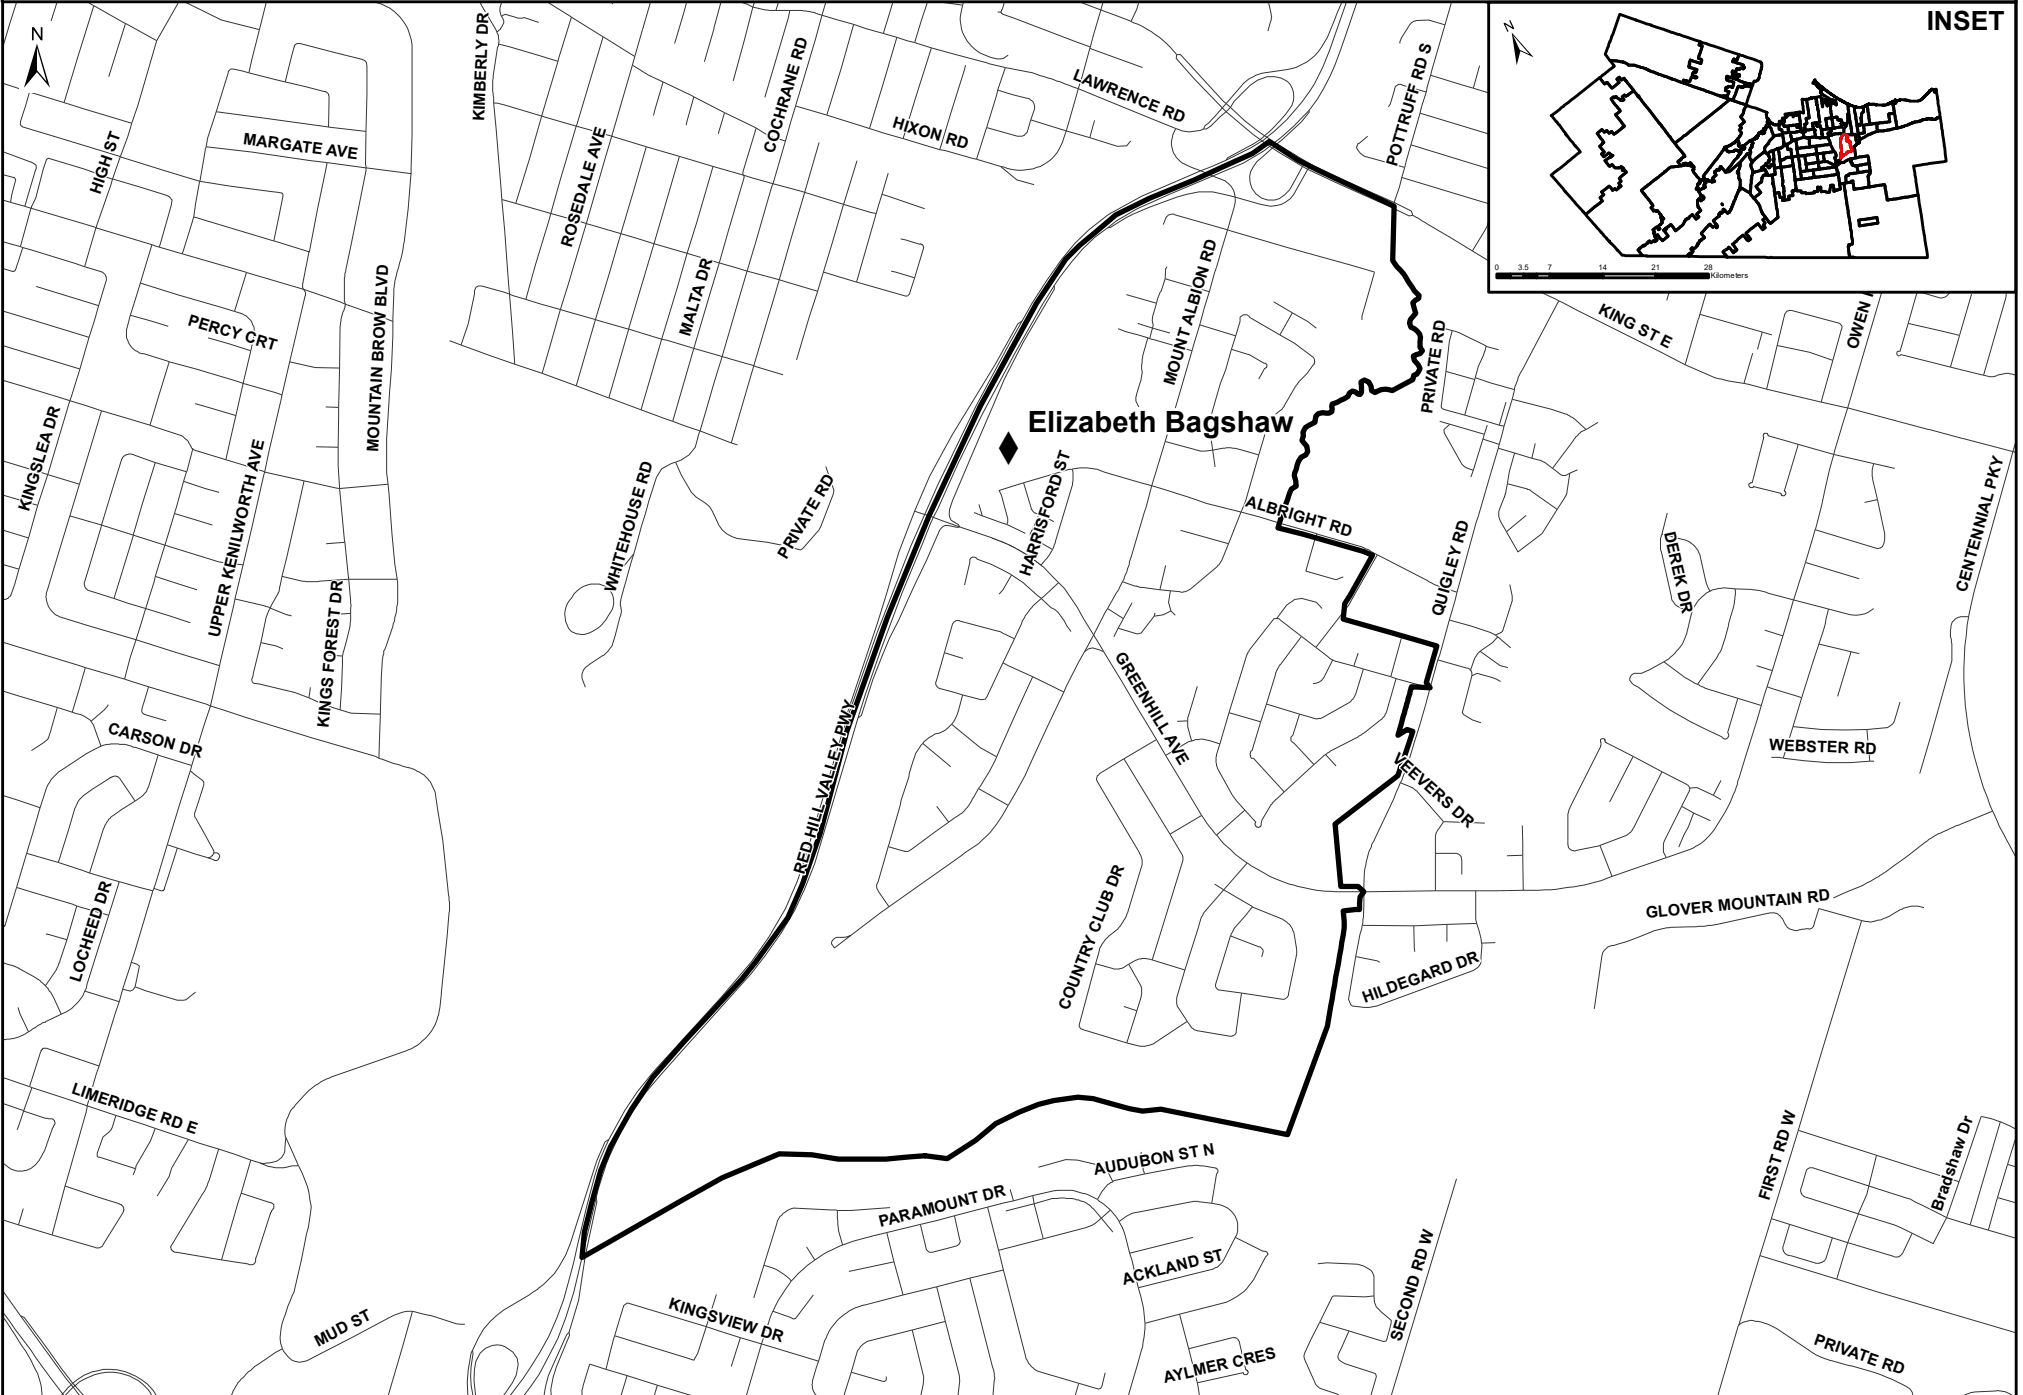 KIMBERLY DR
INSET
N
N
LAWRENCE RD
COCHRANE RD
POTTRUFF RD S
HIXON RD
MARGATE AVE
HIGH ST
ROSEDALE AVE
0 3.5 7 14 21 28
Kilometers
MOUNT ALBION RD
MALTA DR
MOUNTAIN BROW BLVD
PERCY CRT
KING ST E
OWEN
PRIVATE RD
Elizabeth Bagshaw
KINGSLEA DR
UPPER KENILWORTH AVE
WHITEHOUSE RD
PRIVATE RD
HARRISFORD ST
ALBRIGHT RD
QUIGLEY RD
DEREK DR
CENTENNIAL PKY
KINGS FOREST DR
GREENHILL AVE
CARSON DR
RED HILL VALLEY PWY
WEBSTER RD
VEEVERS DR
LOCHEED DR
COUNTRY CLUB DR
GLOVER MOUNTAIN RD
HILDEGARD DR
LIMERIDGE RD E
FIRST RD W
Bradshaw Dr
AUDUBON ST N
PARAMOUNT DR
ACKLAND ST
SECOND RD W
KINGSVIEW DR
MUD ST
AYLMER CRES
PRIVATE RD